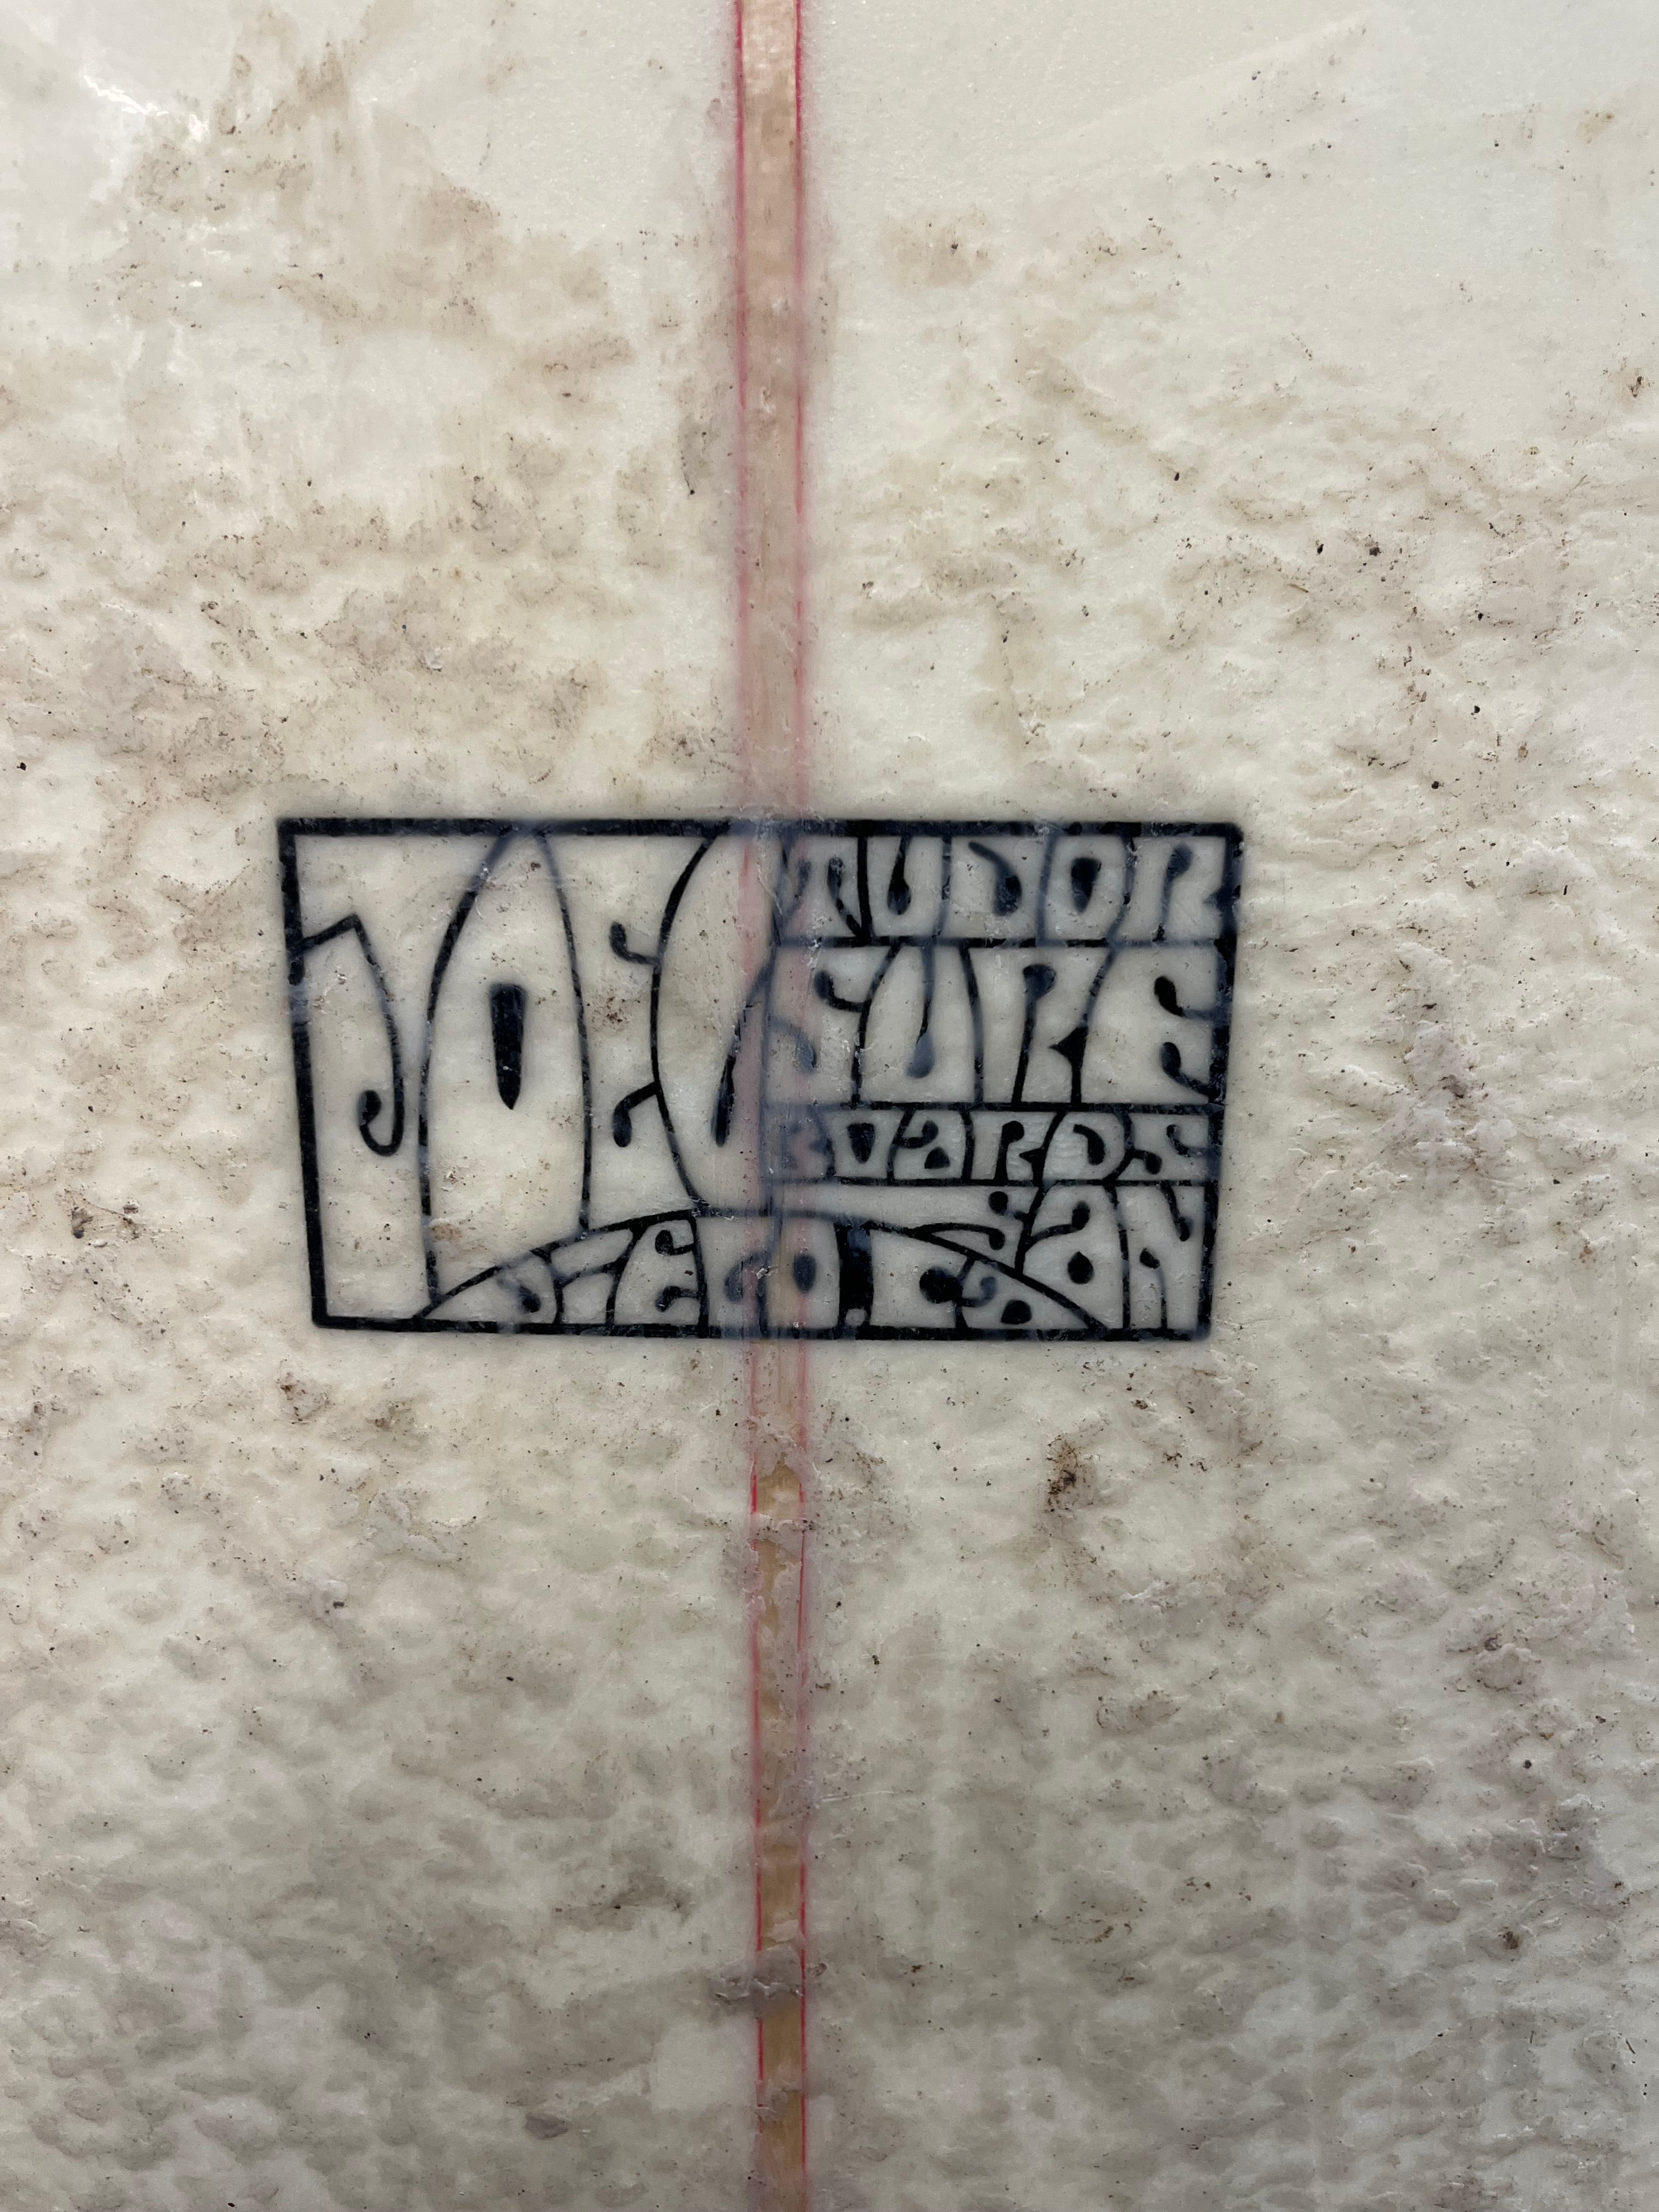 JOEL
TUDOR
SURF
BOARDS
SAN
DIEGO.CA